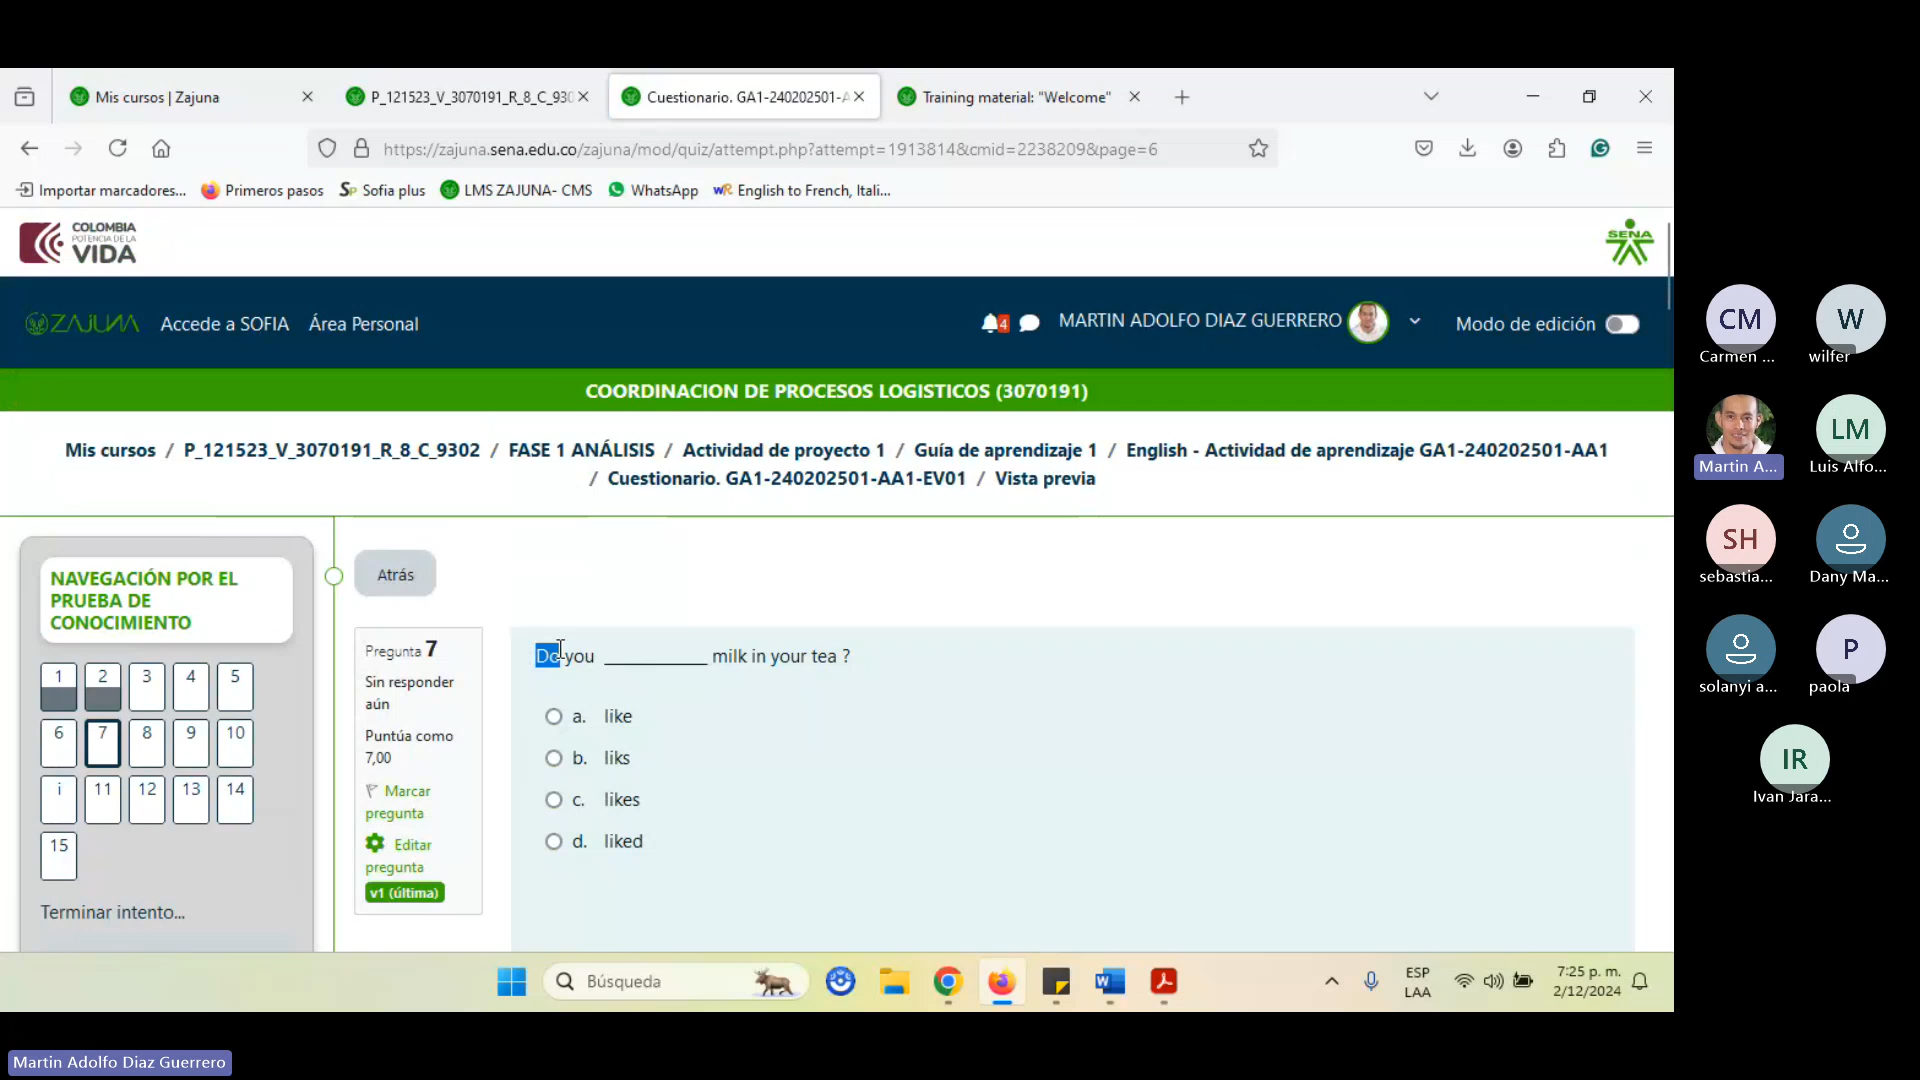 Mis cursos | Zajuna
P_121523_V_3070191_R_8_C_930
Cuestionario. GA1-240202501-A
Training material: "Welcome"
https://zajuna.sena.edu.co/zajuna/mod/quiz/attempt.php?attempt=1913814&cmid=2238209&page=6
Importar marcadores...
Primeros pasos
Sofia plus
LMS ZAJUNA- CMS
WhatsApp
English to French, Itali...
COLOMBIA
POTENCIA DE LA
VIDA
SENA
ZAJUNA
Accede a SOFIA
Área Personal
4
MARTIN ADOLFO DIAZ GUERRERO
Modo de edición
COORDINACION DE PROCESOS LOGISTICOS (3070191)
Mis cursos / P_121523_V_3070191_R_8_C_9302 / FASE 1 ANÁLISIS / Actividad de proyecto 1 / Guía de aprendizaje 1 / English - Actividad de aprendizaje GA1-240202501-AA1
/ Cuestionario. GA1-240202501-AA1-EV01 / Vista previa
NAVEGACIÓN POR EL
PRUEBA DE
CONOCIMIENTO
1 2 3 4 5
6 7 8 9 10
i 11 12 13 14
15
Terminar intento...
Atrás
Pregunta 7
Sin responder
aún
Puntúa como
7,00
Marcar
pregunta
Editar
pregunta
v1 (última)
Do you ___________ milk in your tea ?
a. like
b. liks
c. likes
d. liked
Búsqueda
ESP
LAA
7:25 p. m.
2/12/2024
CM
Carmen ...
W
wilfer
Martin A...
LM
Luis Alfo...
SH
sebastia...
Dany Ma...
solanyi a...
P
paola
IR
Ivan Jara...
Martin Adolfo Diaz Guerrero